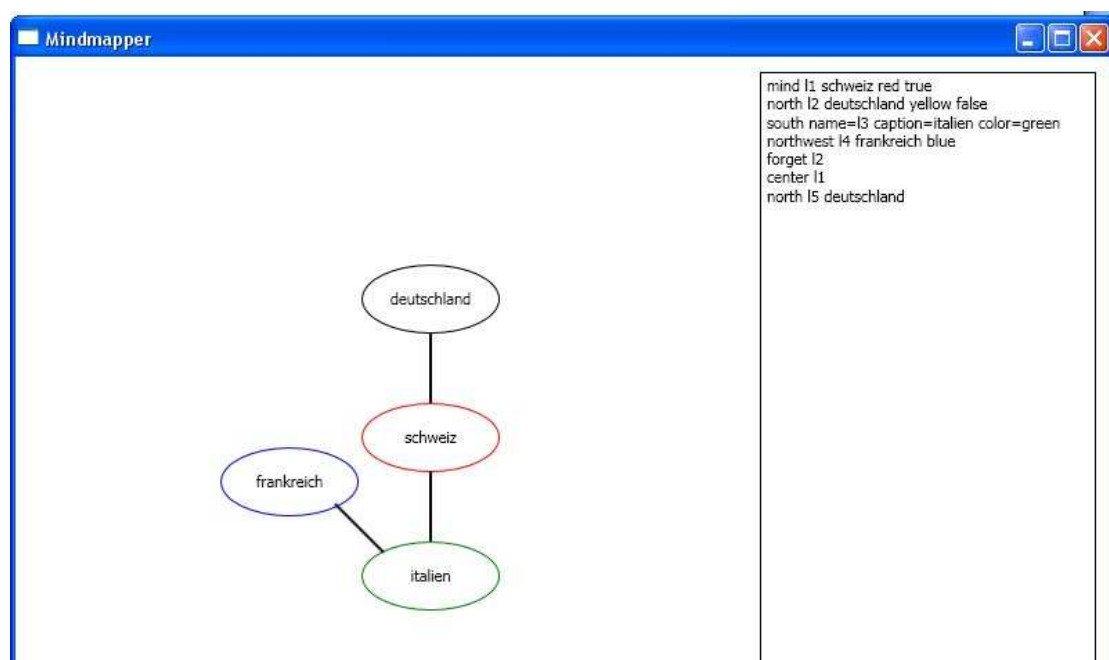 Mindmapper
mind l1 schweiz red true
north l2 deutschland yellow false
south name=l3 caption=italien color=green
northwest l4 frankreich blue
forget l2
center l1
north l5 deutschland
deutschland
schweiz
frankreich
italien